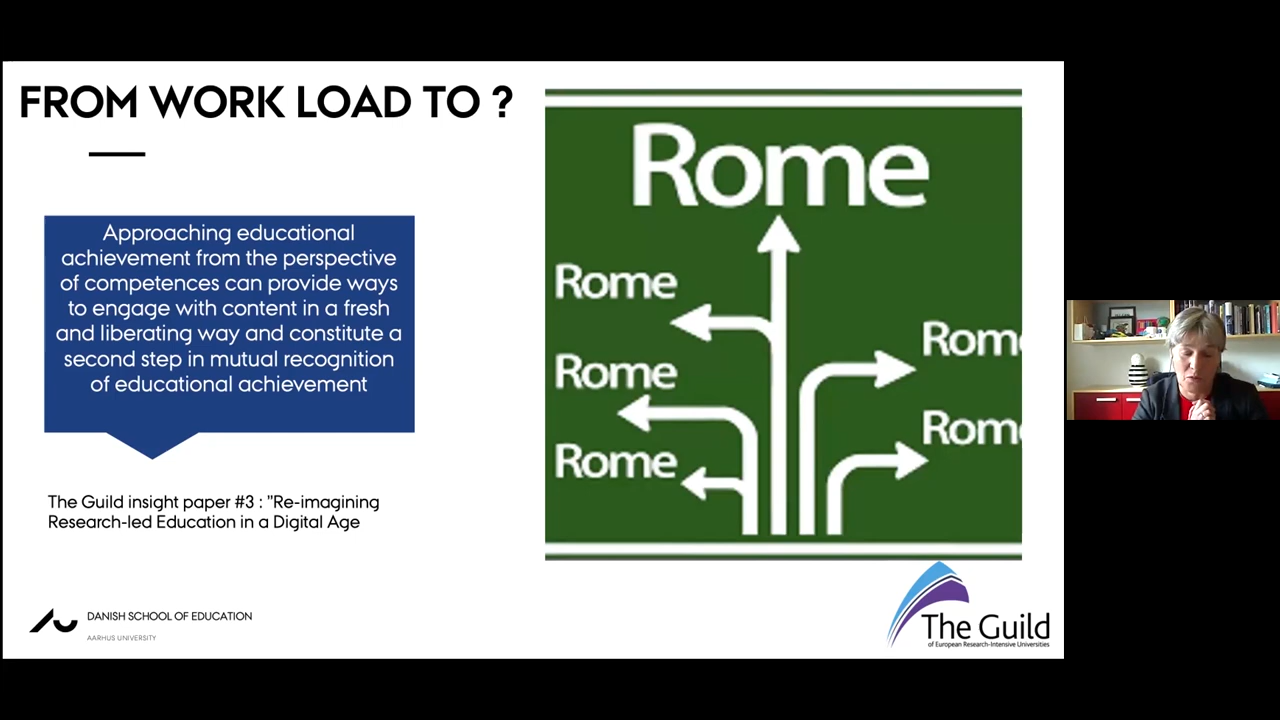 FROM WORK LOAD TO ?
Approaching educational
achievement from the perspective
of competences can provide ways
to engage with content in a fresh
and liberating way and constitute a
second step in mutual recognition
of educational achievement
The Guild insight paper #3 : "Re-imagining
Research-led Education in a Digital Age
Rome
Rome
Rome
Rome
Rome
Rom
DANISH SCHOOL OF EDUCATION
AARHUS UNIVERSITY
The Guild
of European Research-Intensive Universities